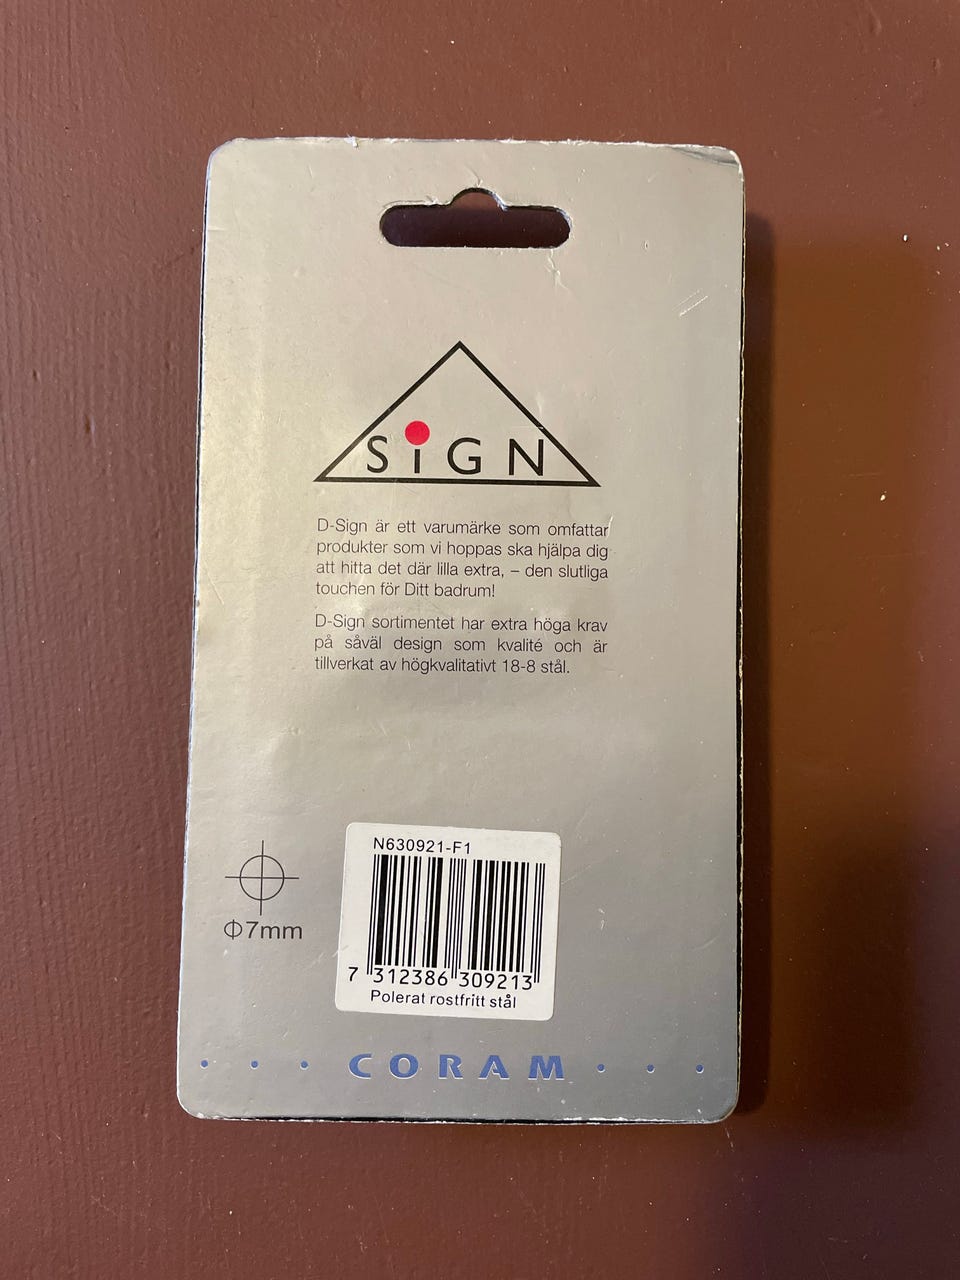 SiGN
D-Sign är ett varumärke som omfattar
produkter som vi hoppas ska hjälpa dig
att hitta det där lilla extra, – den slutliga
touchen för Ditt badrum!
D-Sign sortimentet har extra höga krav
på såväl design som kvalité och är
tillverkat av högkvalitativt 18-8 stål.
N630921-F1
7 312386 309213
Polerat rostfritt stål
Φ7mm
· · · CORAM · · ·